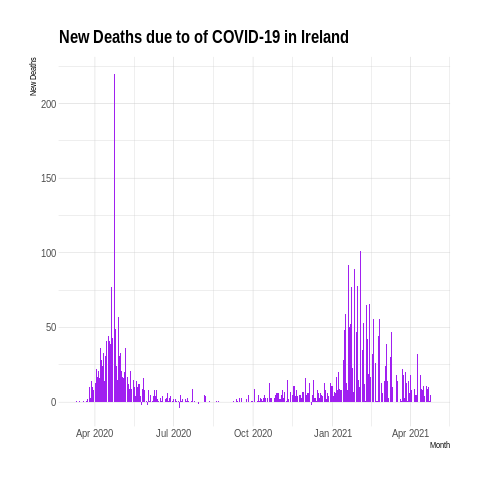 New Deaths due to of COVID-19 in Ireland
New Deaths
200
150
100
50
0
Apr 2020 Jul 2020 Oct 2020 Jan 2021 Apr 2021
Month